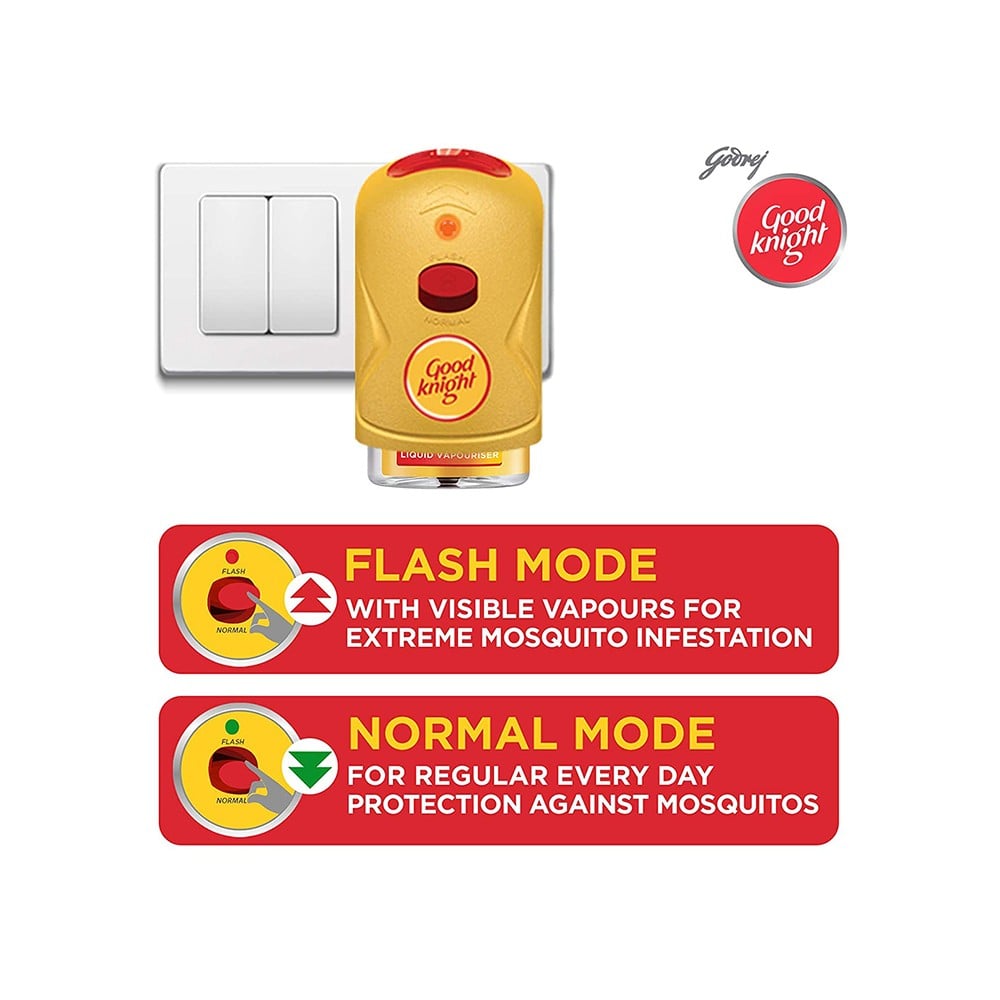 Godrej
Good
knight
FLASH
NORMAL
Good
knight
LIQUID VAPOURISER
FLASH
NORMAL
FLASH MODE
WITH VISIBLE VAPOURS FOR
EXTREME MOSQUITO INFESTATION
FLASH
NORMAL
NORMAL MODE
FOR REGULAR EVERY DAY
PROTECTION AGAINST MOSQUITOS